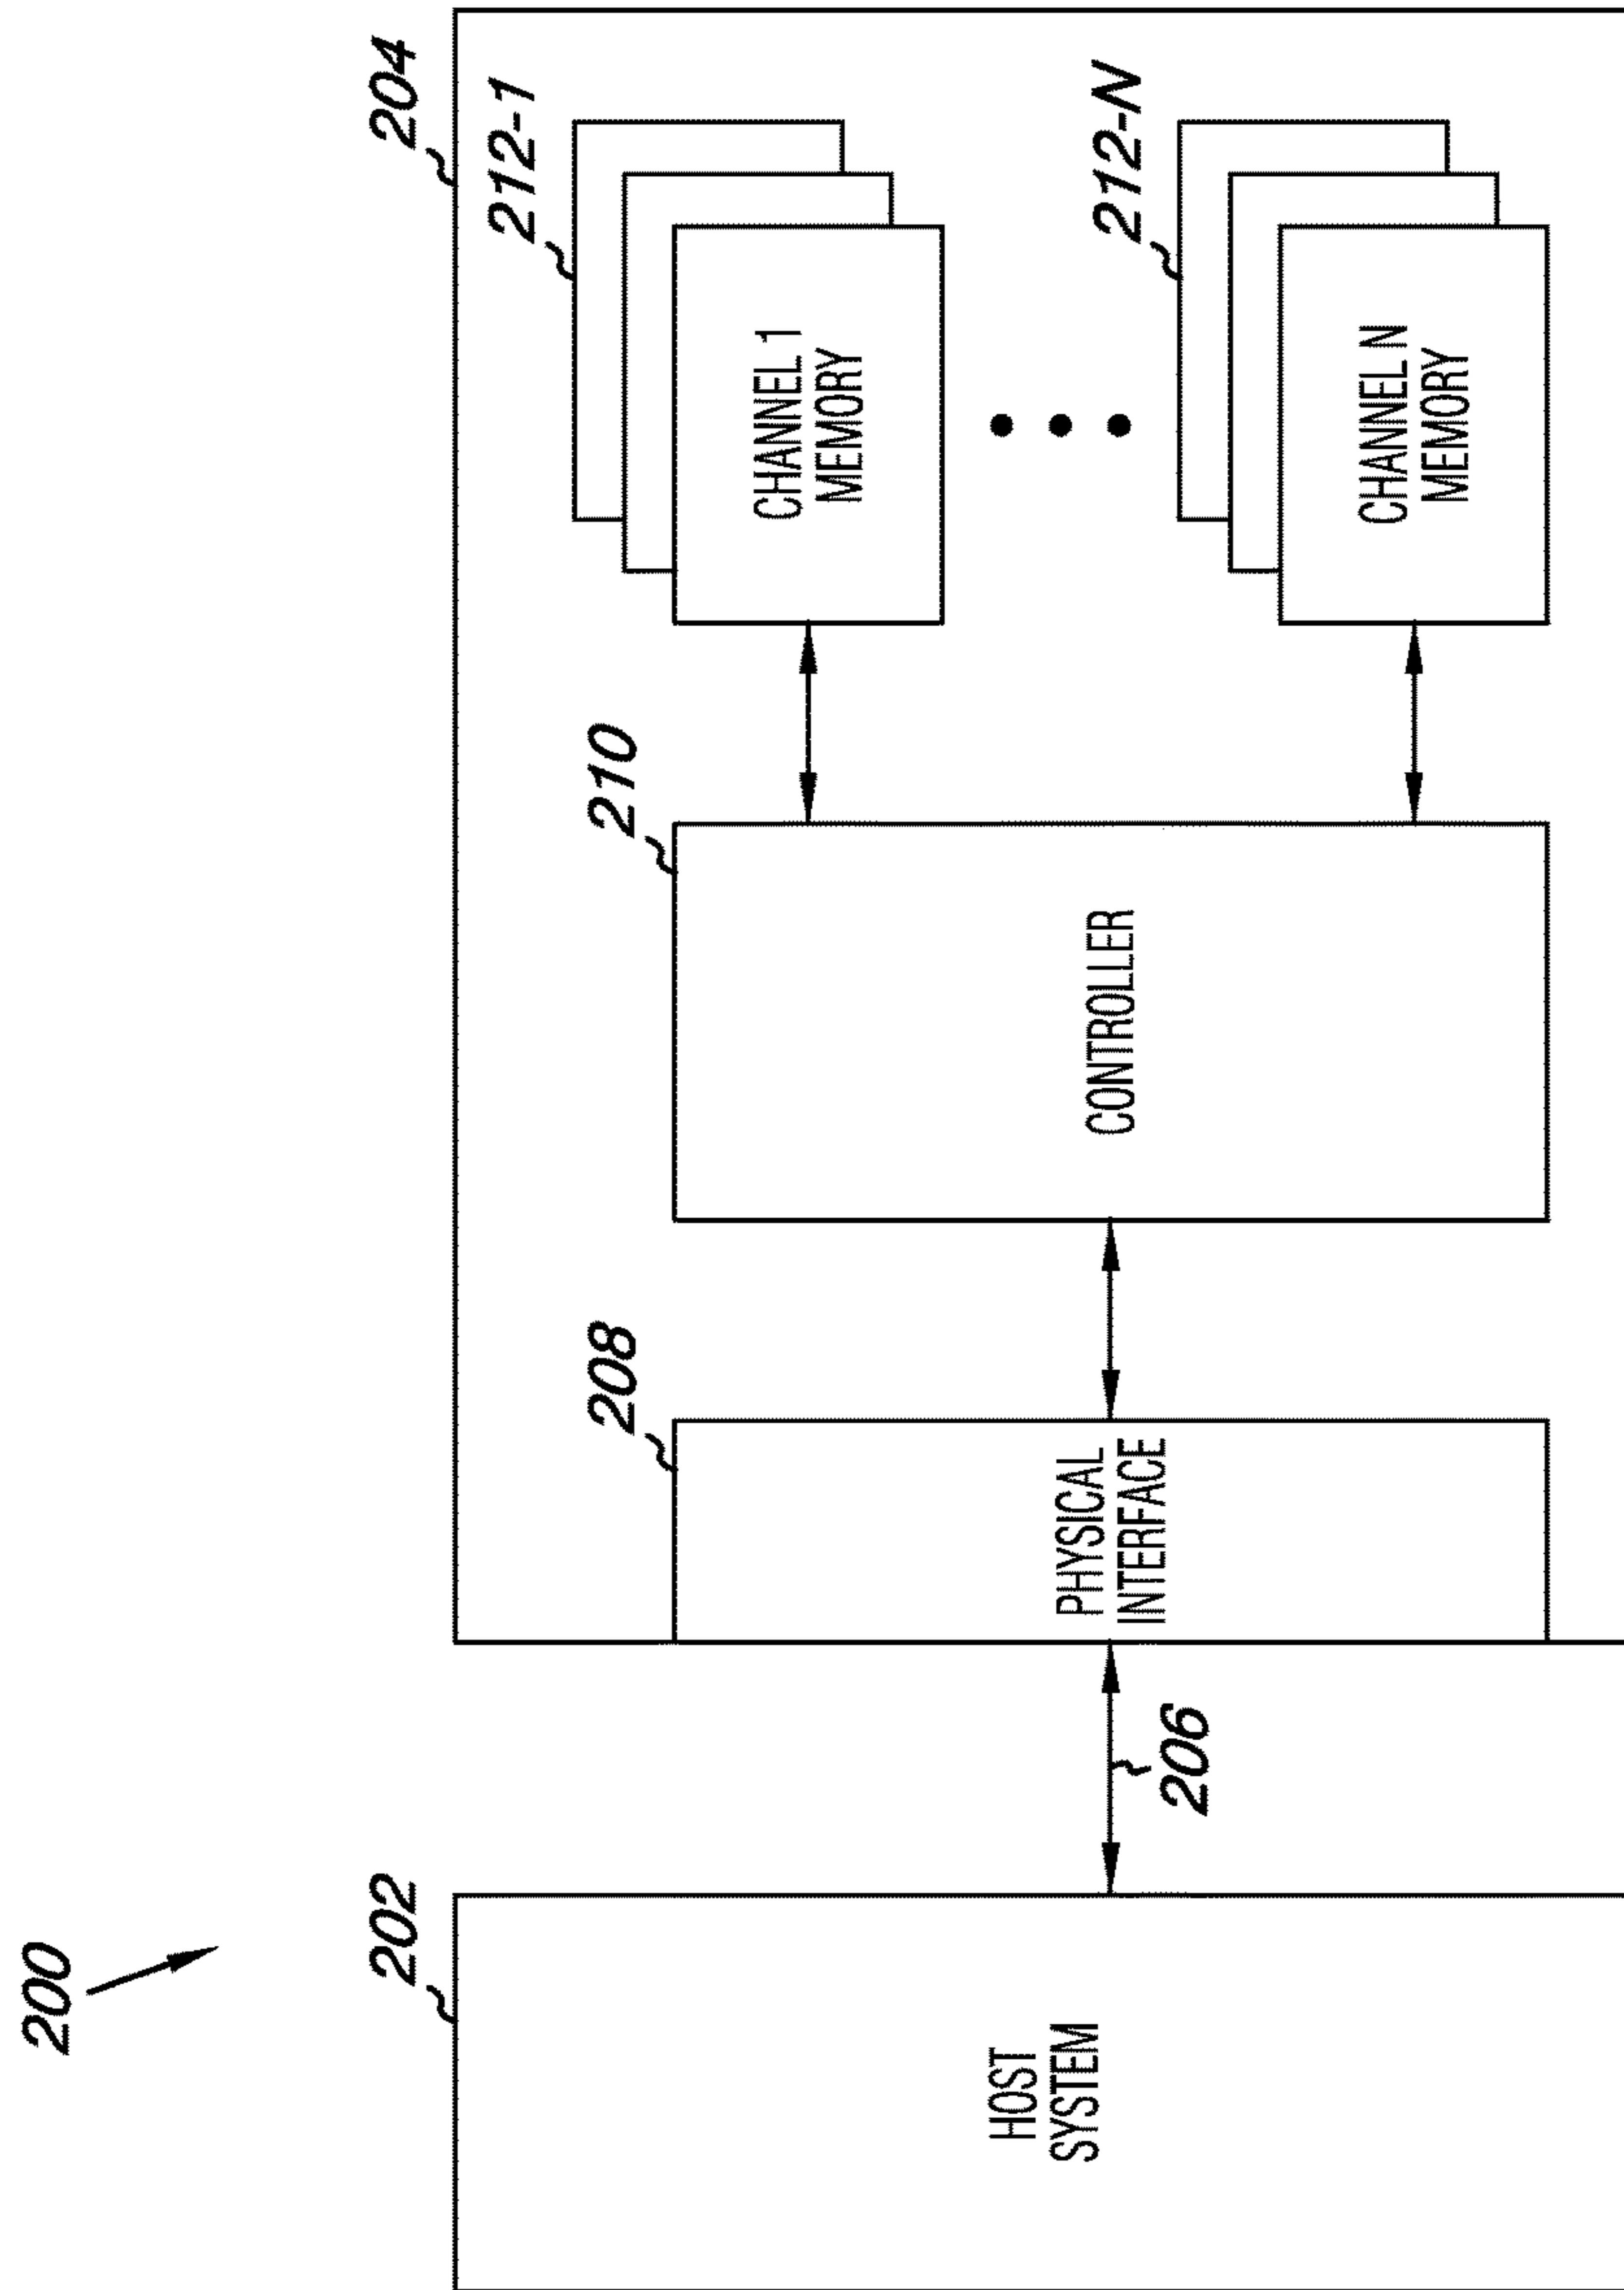 200
202
HOST
SYSTEM
206
204
208
PHYSICAL
INTERFACE
210
CONTROLLER
212-1
CHANNEL 1
MEMORY
212-N
CHANNEL N
MEMORY